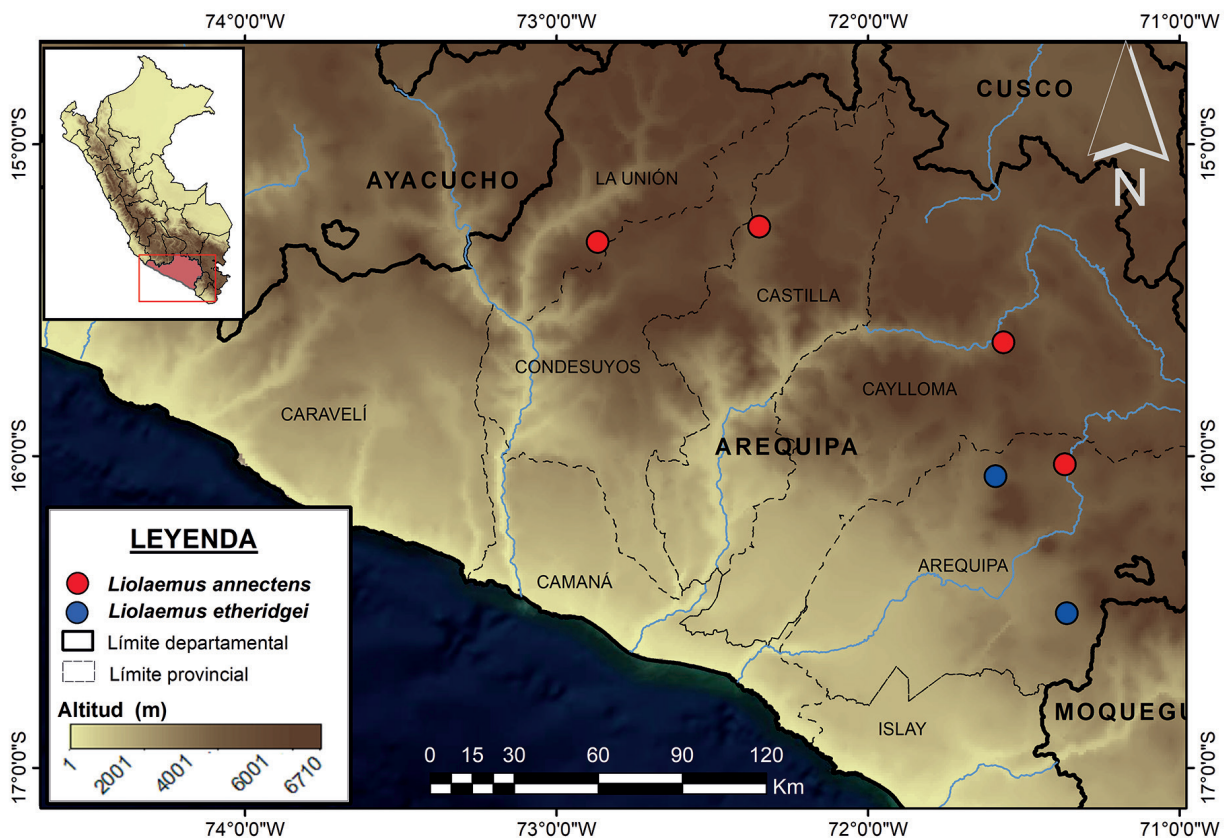 74°0'0"W 73°0'0"W 72°0'0"W 71°0'0"W
15°0'0"S
16°0'0"S
17°0'0"S
CUSCO
AYACUCHO
LA UNIÓN
N
CASTILLA
CONDESUYOS
CAYLLOMA
CARAVELÍ
AREQUIPA
AREQUIPA
CAMANÁ
ISLAY
MOQUEGU
LEYENDA
Liolaemus annectens
Liolaemus etheridgei
Límite departamental
Límite provincial
Altitud (m)
1 2001 4001 6001 6710
0 15 30 60 90 120
Km
15°0'0"S
16°0'0"S
17°0'0"S
74°0'0"W 73°0'0"W 72°0'0"W 71°0'0"W